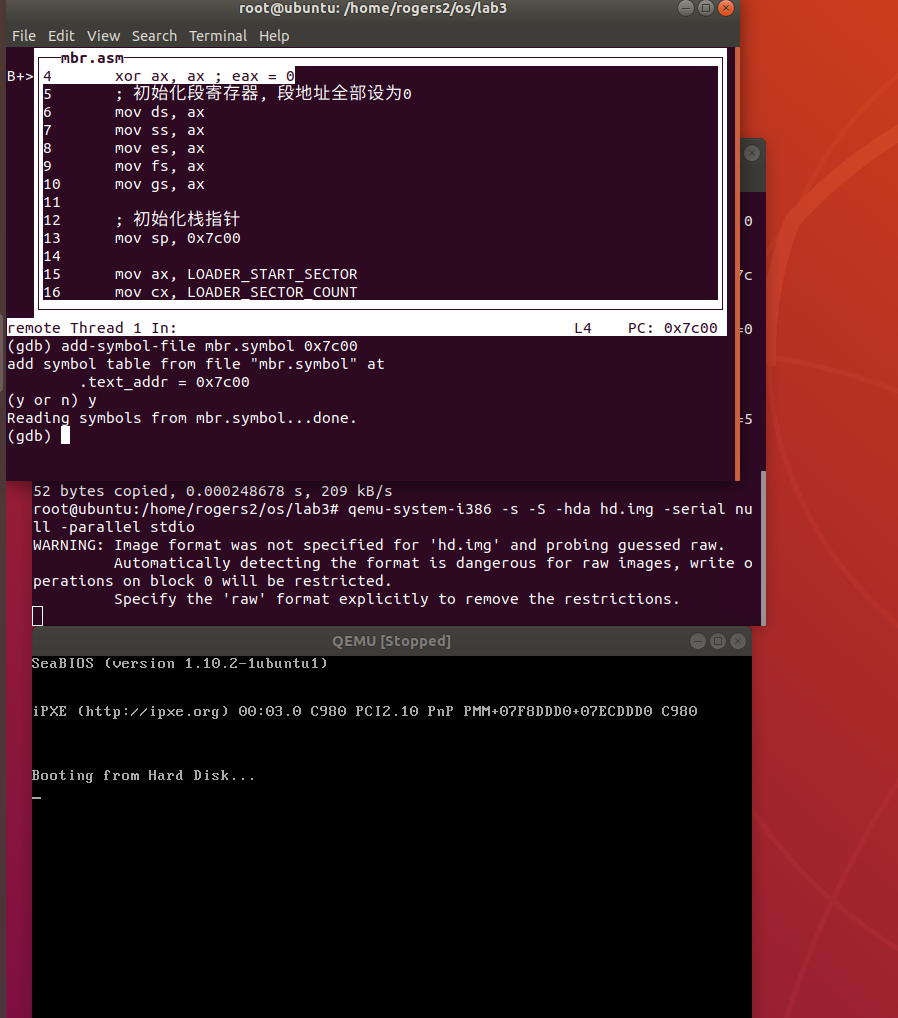 root@ubuntu: /home/rogers2/os/lab3
File Edit View Search Terminal Help
mbr.asm
B+> 4 xor ax, ax ; eax = 0
5 ; 初始化段寄存器, 段地址全部设为0
6 mov ds, ax
7 mov ss, ax
8 mov es, ax
9 mov fs, ax
10 mov gs, ax
11
12 ; 初始化栈指针
13 mov sp, 0x7c00
14
15 mov ax, LOADER_START_SECTOR
16 mov cx, LOADER_SECTOR_COUNT
remote Thread 1 In: L4 PC: 0x7c00
(gdb) add-symbol-file mbr.symbol 0x7c00
add symbol table from file "mbr.symbol" at
.text_addr = 0x7c00
(y or n) y
Reading symbols from mbr.symbol...done.
(gdb)
0
7c
=0
=5
52 bytes copied, 0.000248678 s, 209 kB/s
root@ubuntu:/home/rogers2/os/lab3# qemu-system-i386 -s -S -hda hd.img -serial nu
ll -parallel stdio
WARNING: Image format was not specified for 'hd.img' and probing guessed raw.
Automatically detecting the format is dangerous for raw images, write o
perations on block 0 will be restricted.
Specify the 'raw' format explicitly to remove the restrictions.
QEMU [Stopped]
SeaBIOS (version 1.10.2-1ubuntu1)
iPXE (http://ipxe.org) 00:03.0 C980 PCI2.10 PnP PMM+07F8DDD0+07ECDDD0 C980
Booting from Hard Disk...